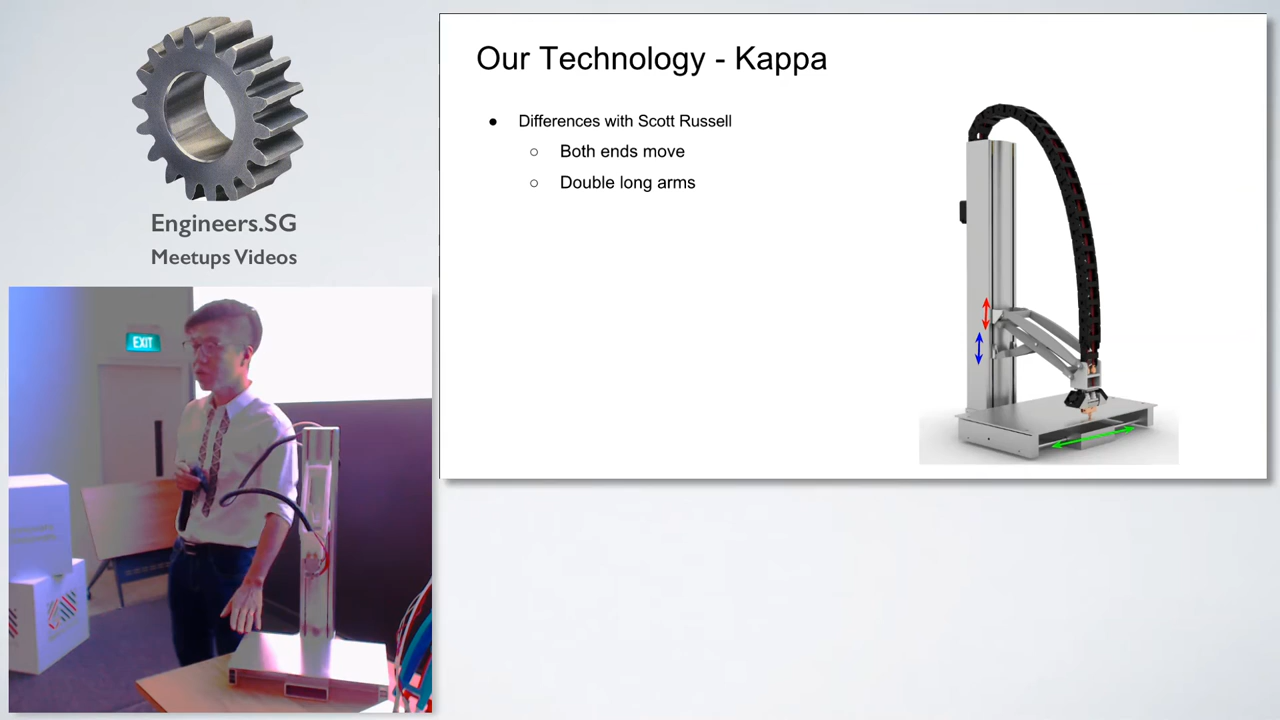 Engineers.SG
Meetups Videos
EXIT
Our Technology - Kappa
● Differences with Scott Russell
○ Both ends move
○ Double long arms